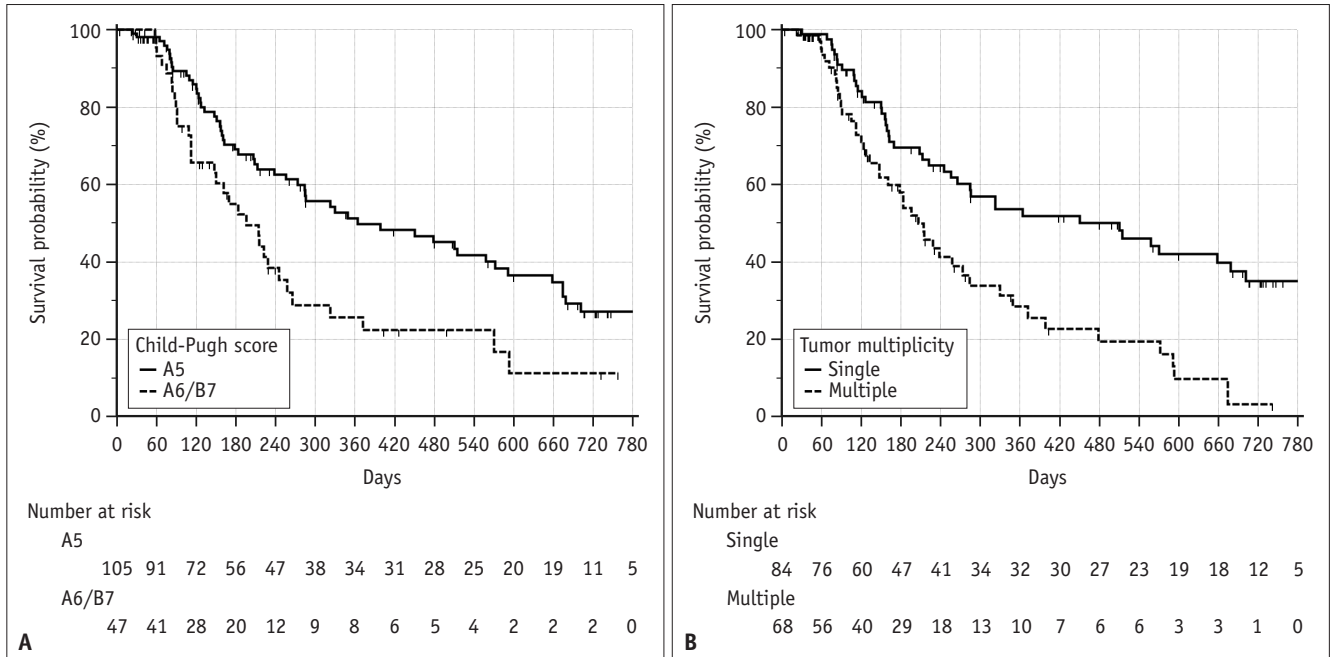 100
80
60
40
20
0
Survival probability (%)
Child-Pugh score
A5
A6/B7
0 60 120 180 240 300 360 420 480 540 600 660 720 780
Days
Number at risk
A5
105 91 72 56 47 38 34 31 28 25 20 19 11 5
A6/B7
47 41 28 20 12 9 8 6 5 4 2 2 2 0
A
100
80
60
40
20
0
Survival probability (%)
Tumor multiplicity
Single
Multiple
0 60 120 180 240 300 360 420 480 540 600 660 720 780
Days
Number at risk
Single
84 76 60 47 41 34 32 30 27 23 19 18 12 5
Multiple
68 56 40 29 18 13 10 7 6 6 3 3 1 0
B